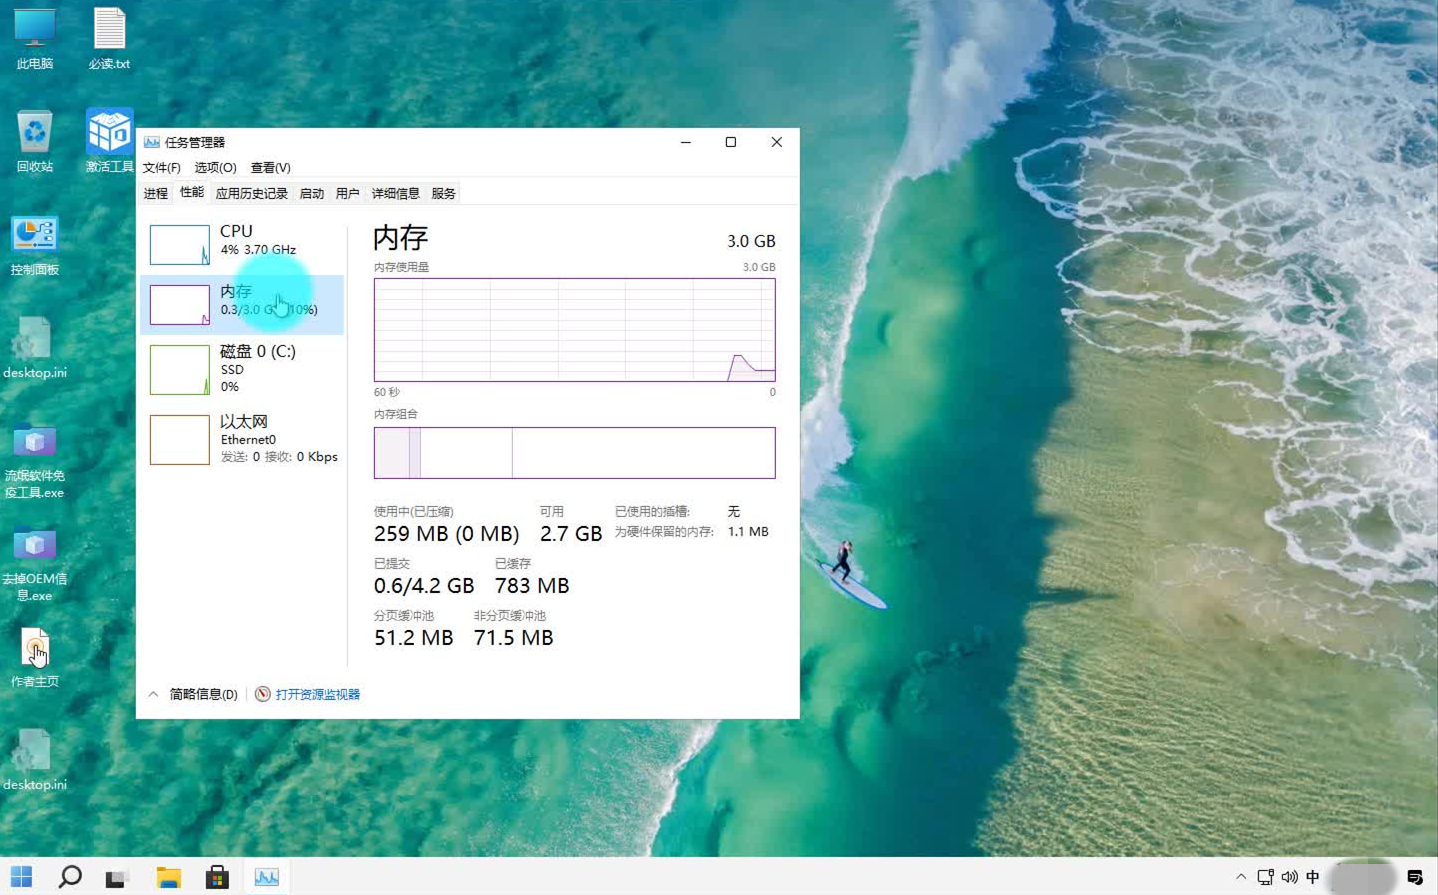 此电脑
必读.txt
回收站
激活工具
控制面板
desktop.ini
流氓软件免
疫工具.exe
去掉OEM信
息.exe
作者主页
desktop.ini
任务管理器
文件(F) 选项(O) 查看(V)
进程 性能 应用历史记录 启动 用户 详细信息 服务
CPU
4% 3.70 GHz
内存
0.3/3.0 G 10%)
磁盘 0 (C:)
SSD
0%
以太网
Ethernet0
发送: 0 接收: 0 Kbps
内存 3.0 GB
内存使用量 3.0 GB
60 秒 0
内存组合
使用中(已压缩) 可用 已使用的插槽: 无
259 MB (0 MB) 2.7 GB 为硬件保留的内存: 1.1 MB
已提交 已缓存
0.6/4.2 GB 783 MB
分页缓冲池 非分页缓冲池
51.2 MB 71.5 MB
简略信息(D) 打开资源监视器
中